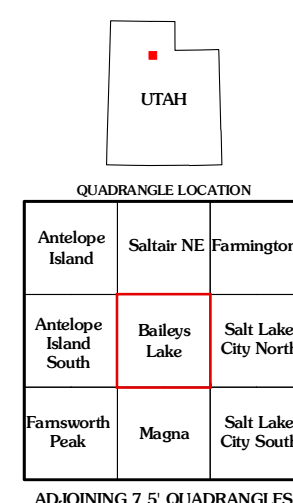 UTAH
QUADRANGLE LOCATION
Antelope
Island
Saltair NE
Farmington
Antelope
Island
South
Baileys
Lake
Salt Lake
City North
Farnsworth
Peak
Magna
Salt Lake
City South
ADJOINING 7.5' QUADRANGLES